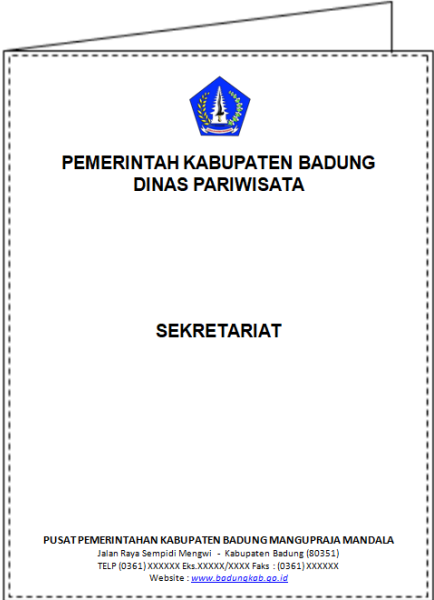 PEMERINTAH KABUPATEN BADUNG
DINAS PARIWISATA
SEKRETARIAT
PUSAT PEMERINTAHAN KABUPATEN BADUNG MANGUPRAJA MANDALA
Jalan Raya Sempidi Mengwi - Kabupaten Badung (80351)
TELP (0361) XXXXXX Eks.XXXXX/XXXX Faks : (0361) XXXXXX
Website : www.badungkab.go.id